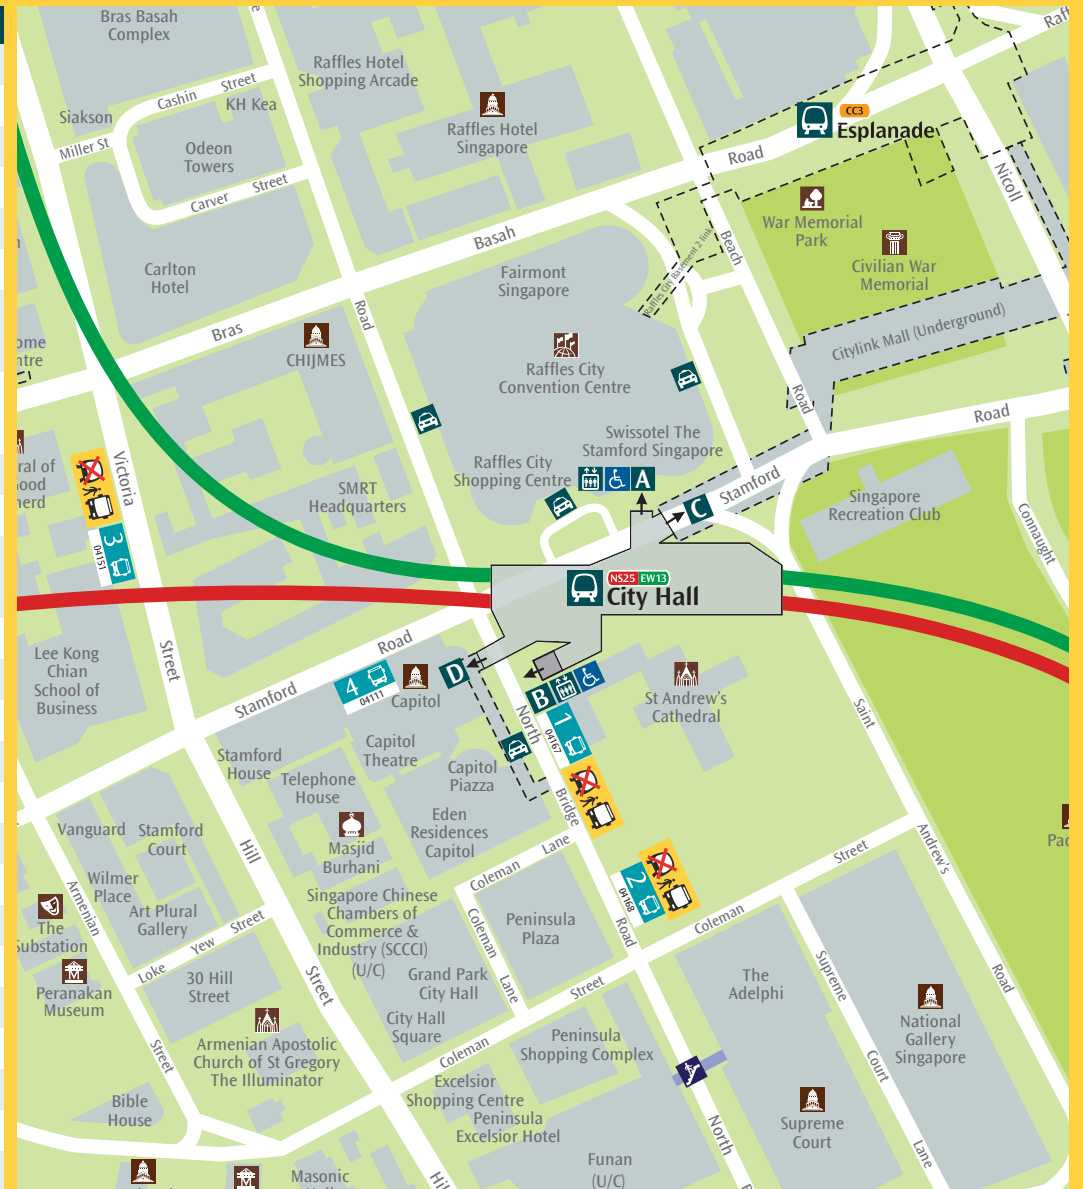 Bras Basah
Complex
Raffles Hotel
Shopping Arcade
Cashin Street
KH Kea
Siakson
Miller St
Odeon
Towers
Carver Street
Raffles Hotel
Singapore
CC3
Esplanade
Road
Nicoll
War Memorial
Park
Civilian War
Memorial
Beach
Raffles City Basement 2 link
Basah
Carlton
Hotel
Fairmont
Singapore
Road
Bras
CHIJMES
Citylink Mall (Underground)
Raffles City
Convention Centre
Road
Road
Swissotel The
Stamford Singapore
Raffles City
Shopping Centre
A
Victoria
SMRT
Headquarters
Stamford
C
Singapore
Recreation Club
Connaught
3
04151
NS25 EW13
City Hall
Lee Kong
Chian
School of
Business
Street
Road
Stamford
4
04111
Capitol
D
B
St Andrew's
Cathedral
Saint
1
04167
North
Stamford
House
Capitol
Theatre
Telephone
House
Capitol
Piazza
Bridge
Eden
Residences
Capitol
Vanguard
Stamford
Court
Hill
Masjid
Burhani
Coleman Lane
Street
Andrew's
Wilmer
Place
Armenian
Art Plural
Gallery
Singapore Chinese
Chambers of
Commerce &
Industry (SCCCI)
(U/C)
2
04168
Road
Coleman
The
Substation
Peninsula
Plaza
Coleman
Lane
Loke Yew Street
Peranakan
Museum
30 Hill
Street
Street
Grand Park
City Hall
Street
The
Adelphi
Supreme
Road
City Hall
Square
National
Gallery
Singapore
Armenian Apostolic
Church of St Gregory
The Illuminator
Street
Coleman
Peninsula
Shopping Complex
Court
Excelsior
Shopping Centre
Peninsula
Excelsior Hotel
Bible
House
Supreme
Court
North
Lane
Masonic
Funan
(U/C)